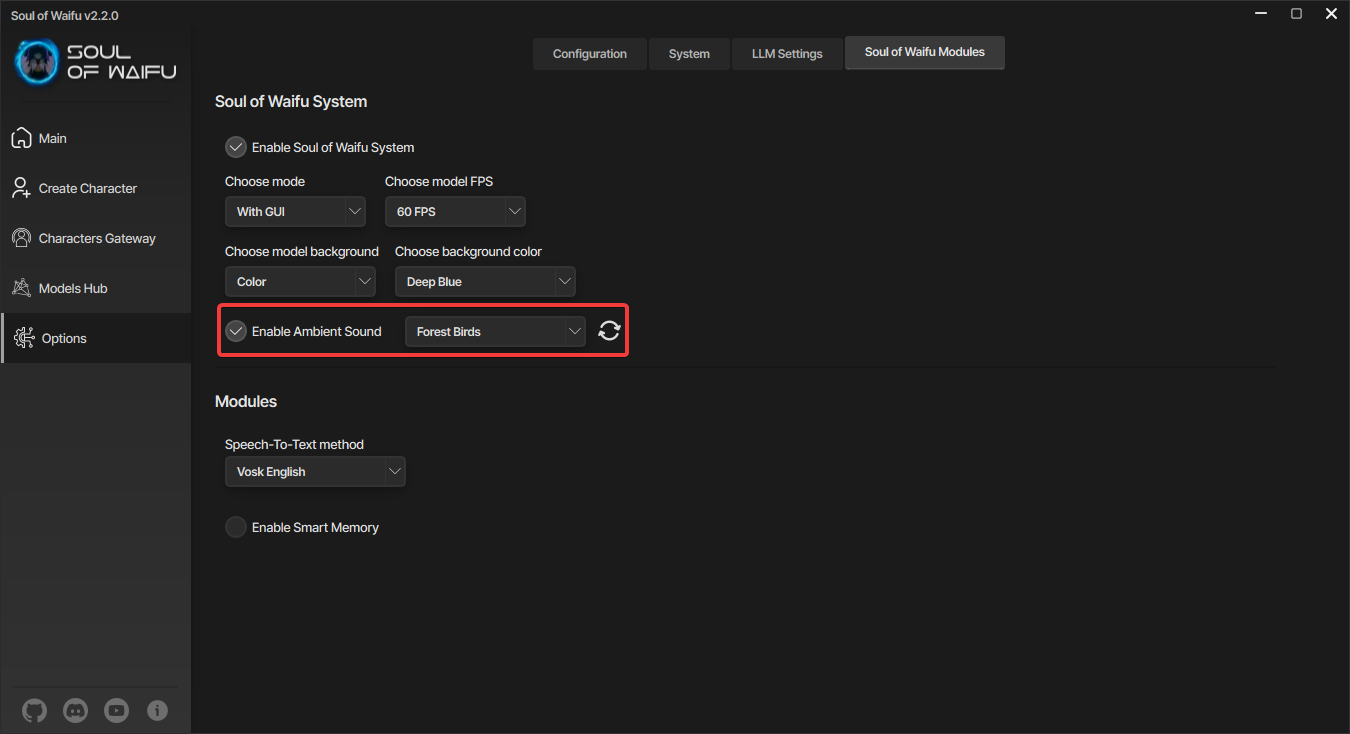 Soul of Waifu v2.2.0
SOUL
OF WAIFU
Configuration
System
LLM Settings
Soul of Waifu Modules
Main
Create Character
Characters Gateway
Models Hub
Options
Soul of Waifu System
Enable Soul of Waifu System
Choose mode
Choose model FPS
With GUI
60 FPS
Choose model background
Choose background color
Color
Deep Blue
Enable Ambient Sound
Forest Birds
Modules
Speech-To-Text method
Vosk English
Enable Smart Memory